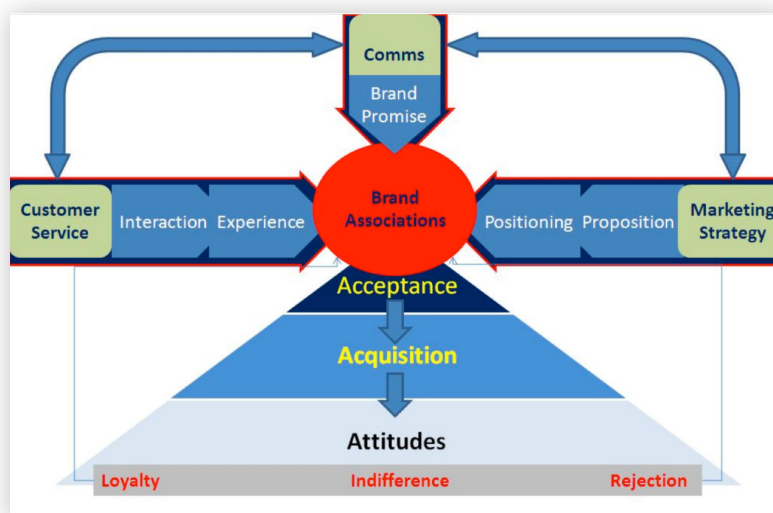 Comms
Brand
Promise
Customer
Service
Interaction
Experience
Brand
Associations
Positioning
Proposition
Marketing
Strategy
Acceptance
Acquisition
Attitudes
Loyalty
Indifference
Rejection